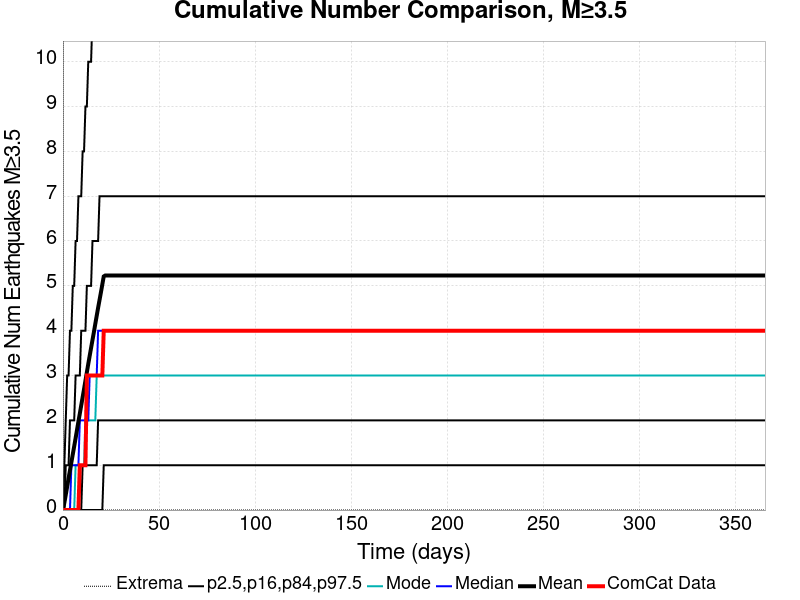 Cumulative Number Comparison, M≥3.5
Cumulative Num Earthquakes M≥3.5
10
9
8
7
6
5
4
3
2
1
0
0 50 100 150 200 250 300 350
Time (days)
Extrema p2.5,p16,p84,p97.5 Mode Median Mean ComCat Data